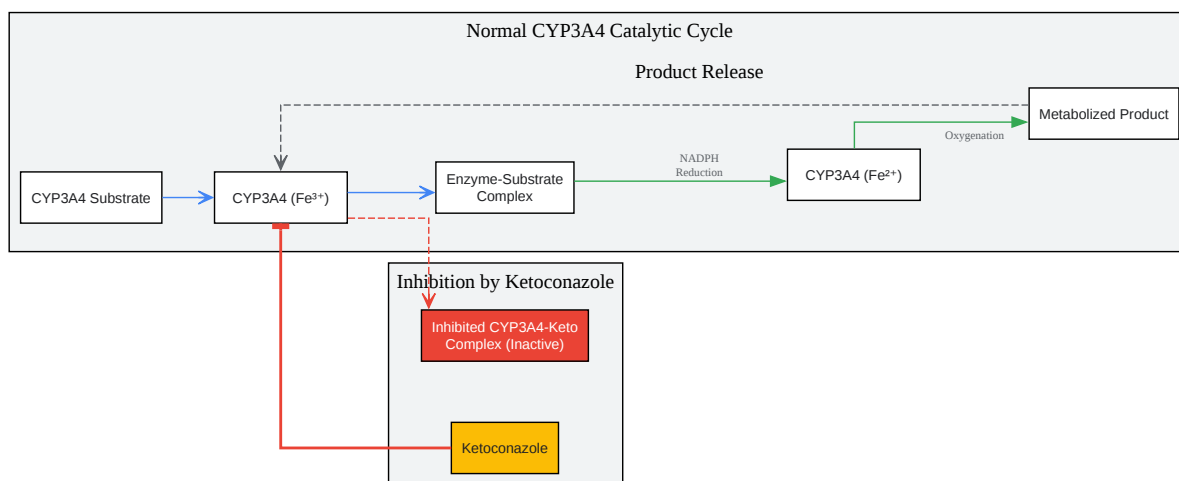 Normal CYP3A4 Catalytic Cycle
Product Release
Metabolized Product
Oxygenation
NADPH
Reduction
CYP3A4 (Fe²⁺)
Enzyme-Substrate
Complex
CYP3A4 Substrate
CYP3A4 (Fe³⁺)
Inhibition by Ketoconazole
Inhibited CYP3A4-Keto
Complex (Inactive)
Ketoconazole